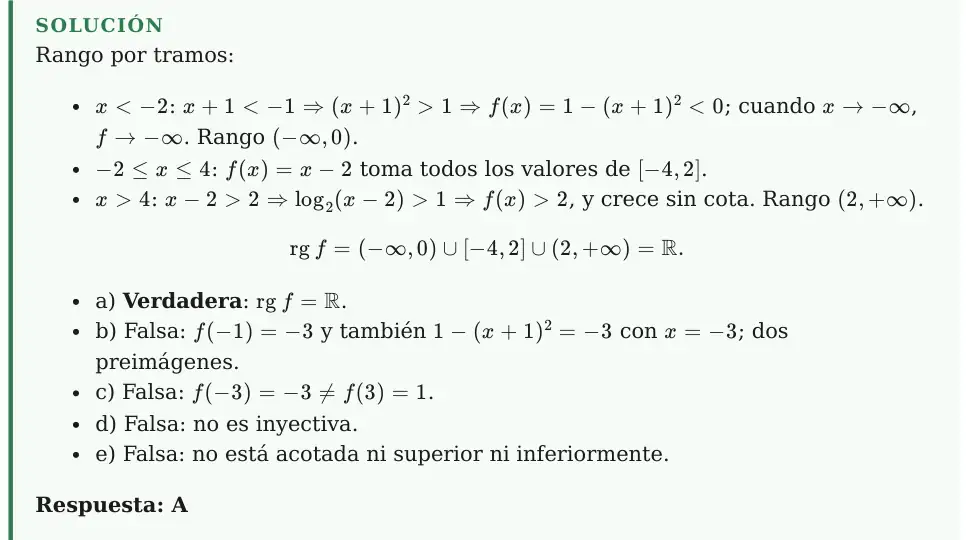 SOLUCIÓN
Rango por tramos:
• x < −2: x + 1 < −1 ⇒ (x + 1)² > 1 ⇒ f(x) = 1 − (x + 1)² < 0; cuando x → −∞,
f → −∞. Rango (−∞, 0).
• −2 ≤ x ≤ 4: f(x) = x − 2 toma todos los valores de [−4, 2].
• x > 4: x − 2 > 2 ⇒ log₂(x − 2) > 1 ⇒ f(x) > 2, y crece sin cota. Rango (2, +∞).
rg f = (−∞, 0) ∪ [−4, 2] ∪ (2, +∞) = ℝ.
• a) Verdadera: rg f = ℝ.
• b) Falsa: f(−1) = −3 y también 1 − (x + 1)² = −3 con x = −3; dos
preimágenes.
• c) Falsa: f(−3) = −3 ≠ f(3) = 1.
• d) Falsa: no es inyectiva.
• e) Falsa: no está acotada ni superior ni inferiormente.
Respuesta: A